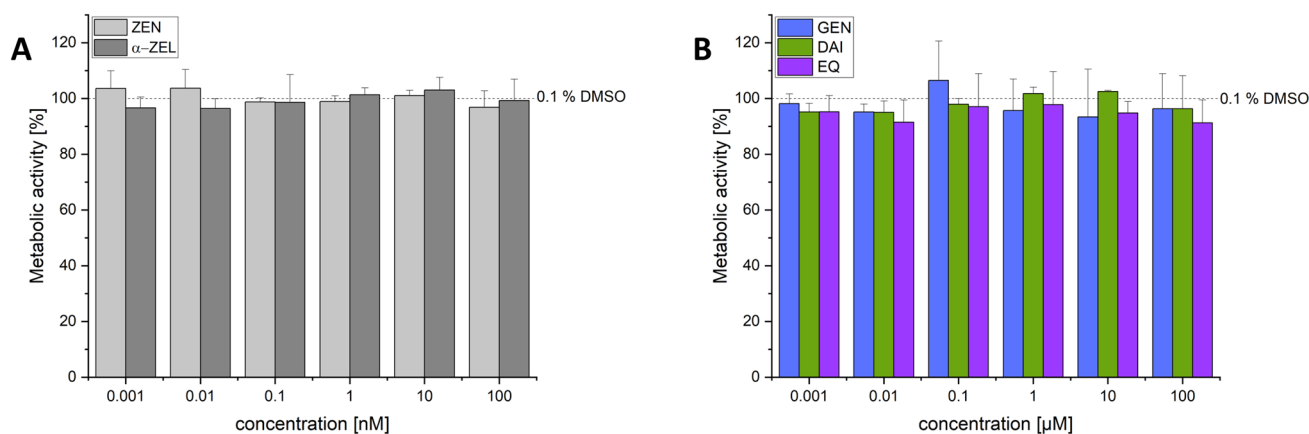 A
ZEN
α–ZEL
Metabolic activity [%]
120
100
80
60
40
20
0
0.1 % DMSO
0.001 0.01 0.1 1 10 100
concentration [nM]
B
GEN
DAI
EQ
Metabolic activity [%]
120
100
80
60
40
20
0
0.1 % DMSO
0.001 0.01 0.1 1 10 100
concentration [µM]